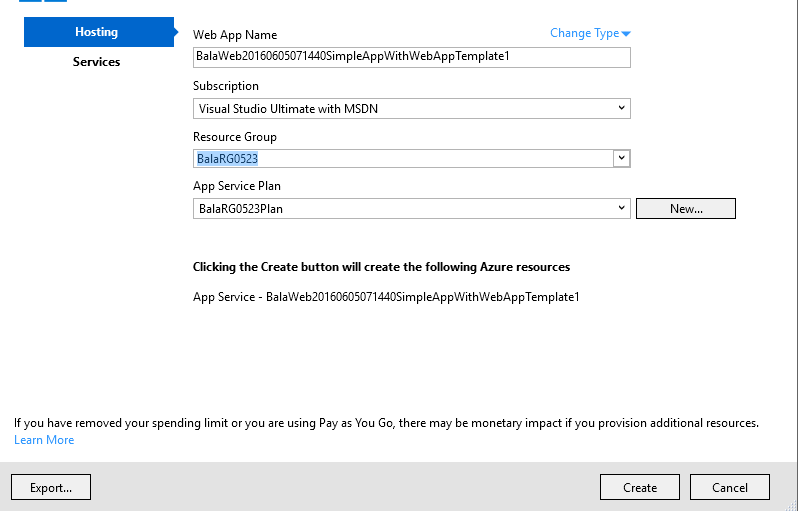 Hosting
Services
Web App Name
Change Type
BalaWeb20160605071440SimpleAppWithWebAppTemplate1
Subscription
Visual Studio Ultimate with MSDN
Resource Group
BalaRG0523
App Service Plan
BalaRG0523Plan
New...
Clicking the Create button will create the following Azure resources
App Service - BalaWeb20160605071440SimpleAppWithWebAppTemplate1
If you have removed your spending limit or you are using Pay as You Go, there may be monetary impact if you provision additional resources.
Learn More
Export...
Create
Cancel